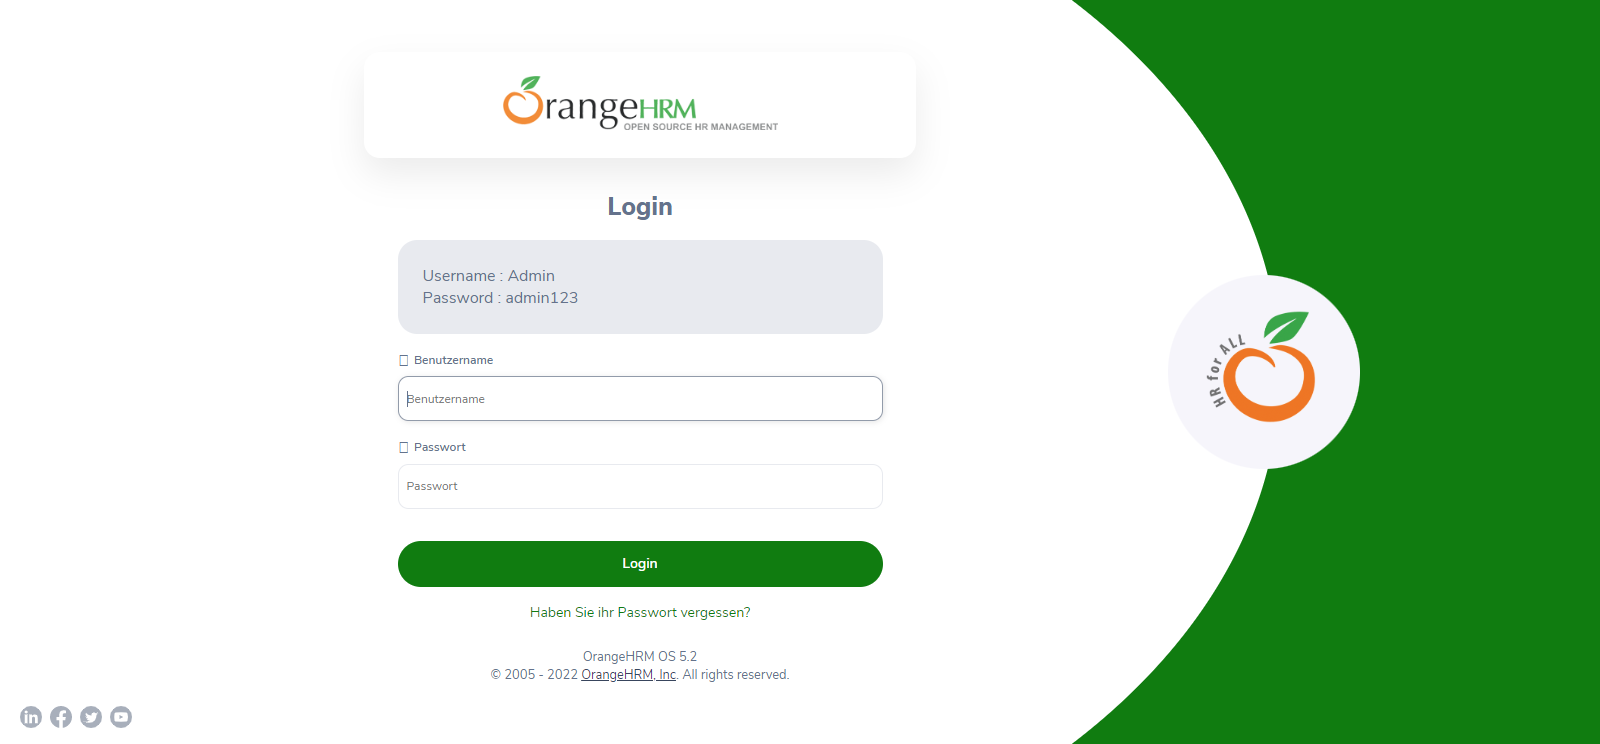 OrangeHRM
OPEN SOURCE HR MANAGEMENT
Login
Username : Admin
Password : admin123
Benutzername
Benutzername
Passwort
Passwort
Login
Haben Sie ihr Passwort vergessen?
OrangeHRM OS 5.2
© 2005 - 2022 OrangeHRM, Inc. All rights reserved.
HR for ALL